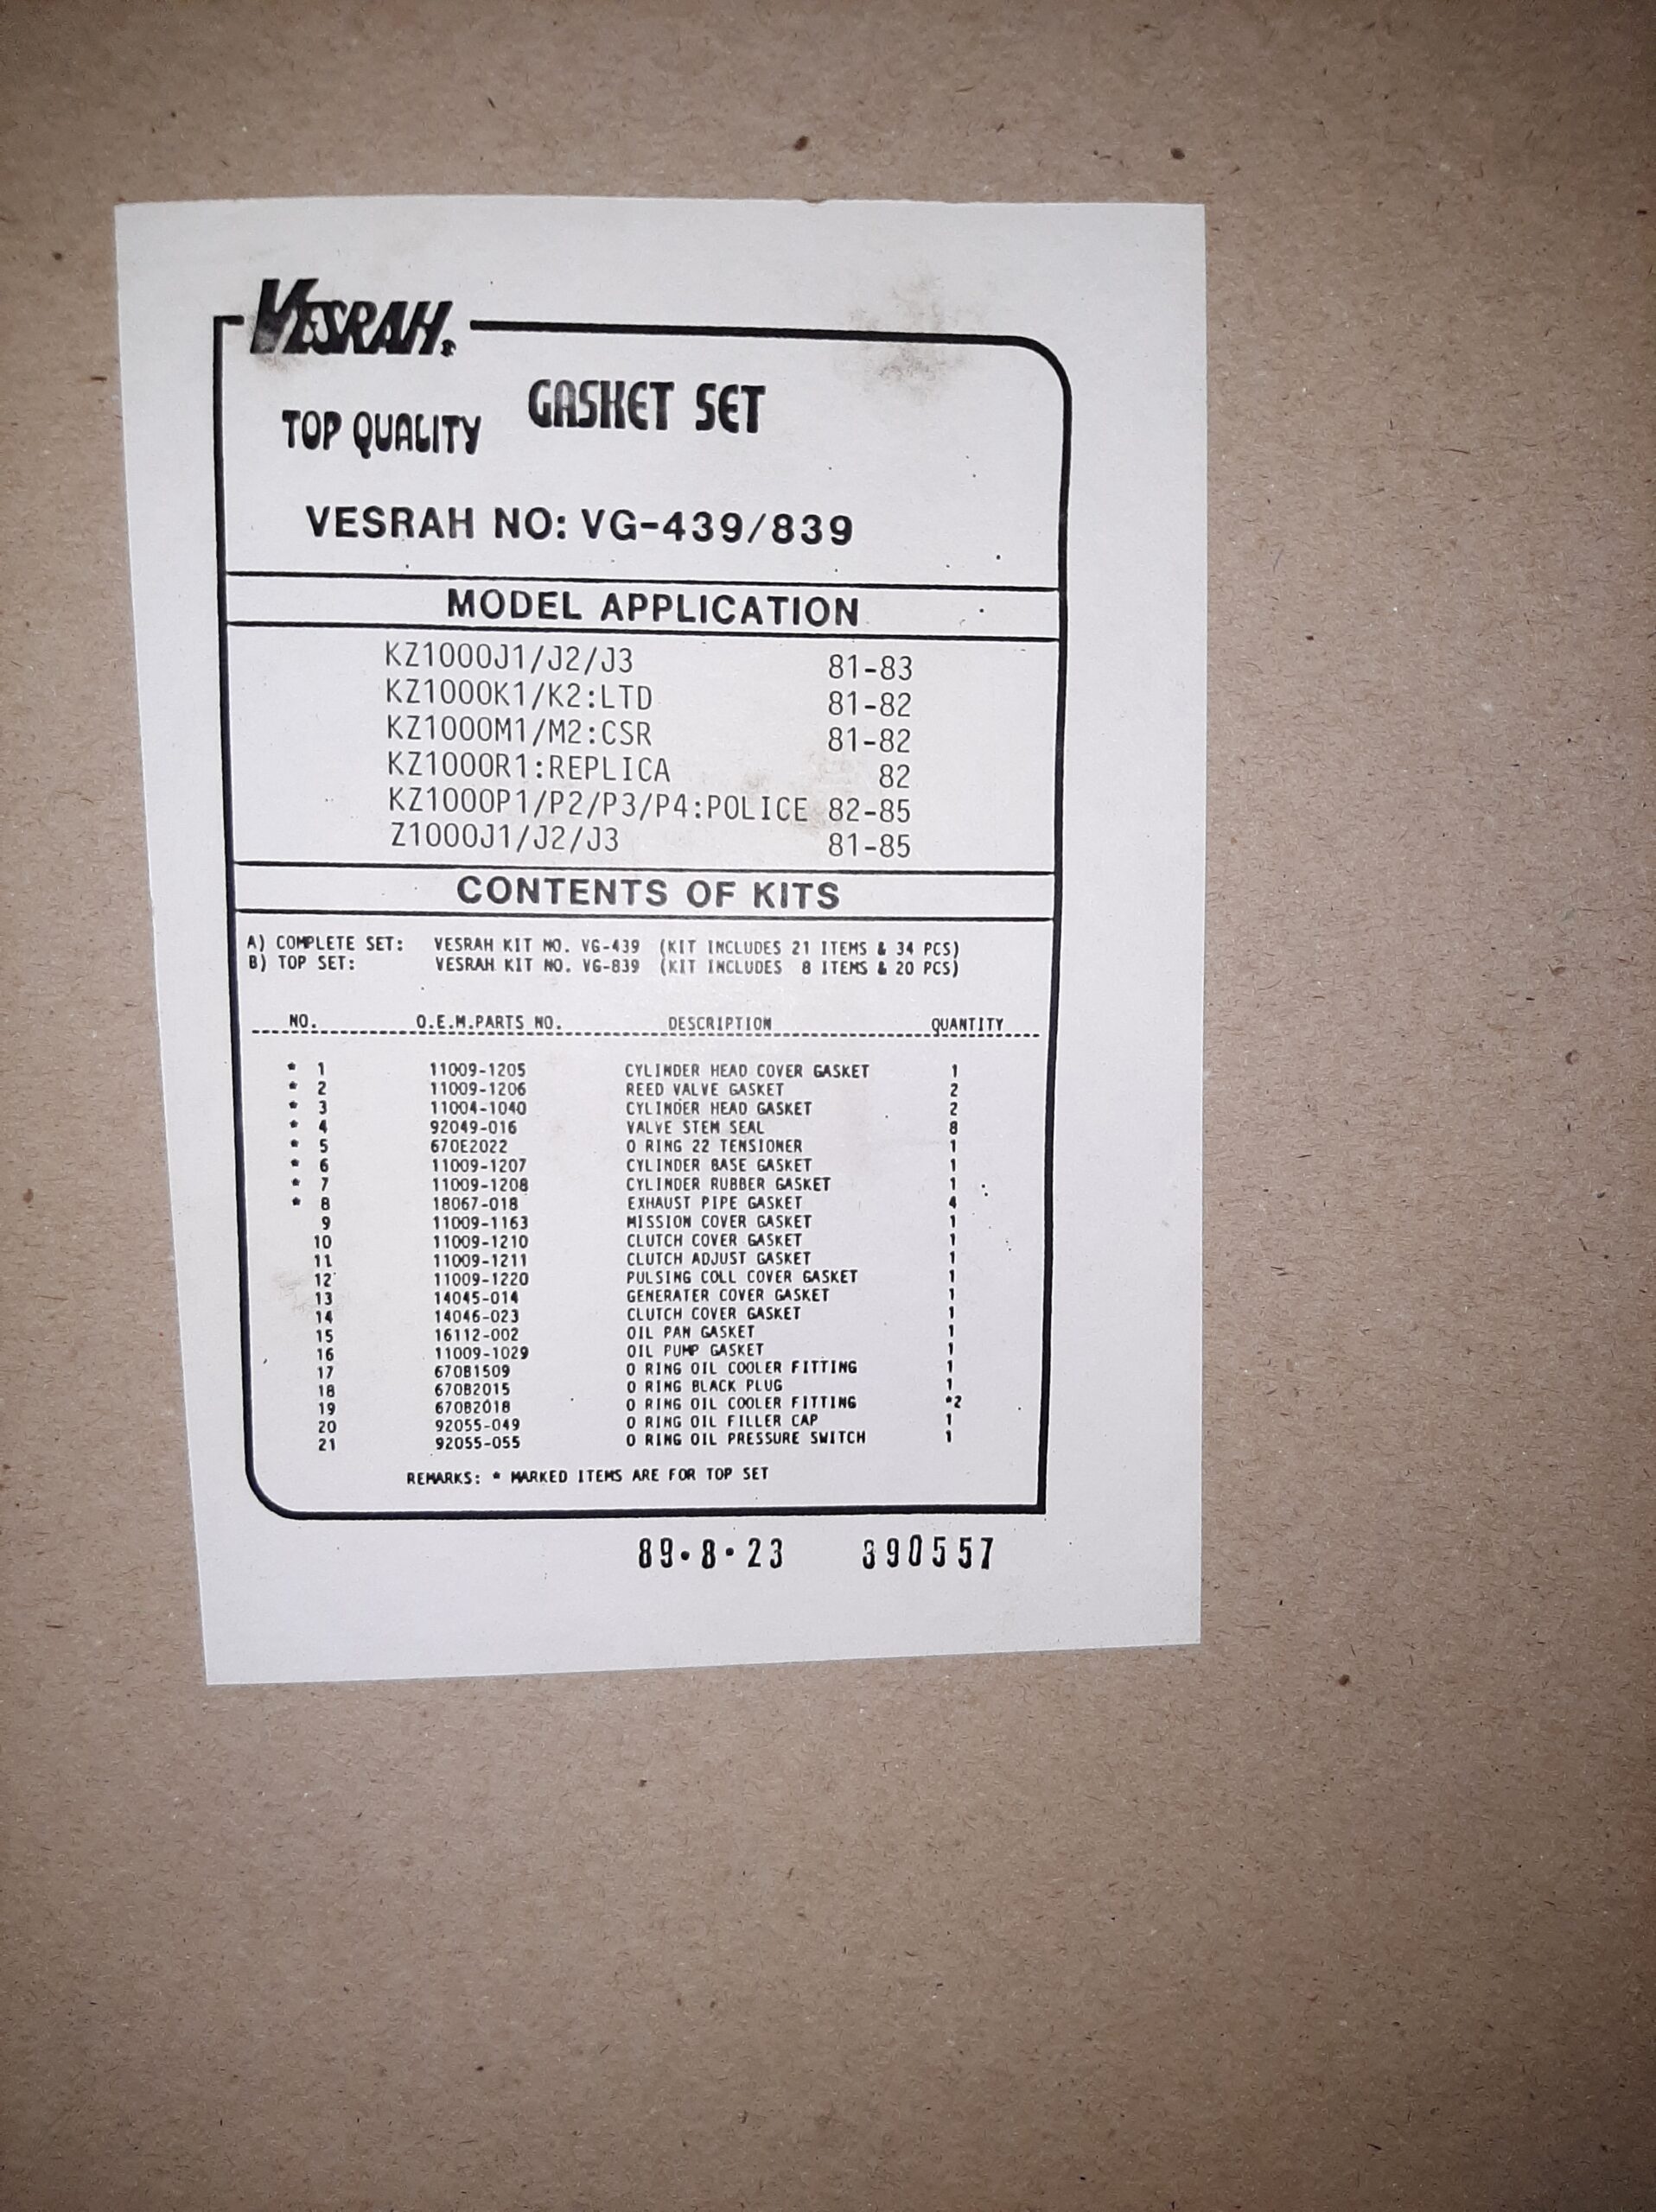 VESRAH.
TOP QUALITY GASKET SET
VESRAH NO: VG-439/839
MODEL APPLICATION
KZ1000J1/J2/J3 81-83
KZ1000K1/K2:LTD 81-82
KZ1000M1/M2:CSR 81-82
KZ1000R1:REPLICA 82
KZ1000P1/P2/P3/P4:POLICE 82-85
Z1000J1/J2/J3 81-85
CONTENTS OF KITS
A) COMPLETE SET: VESRAH KIT NO. VG-439 (KIT INCLUDES 21 ITEMS & 34 PCS)
B) TOP SET: VESRAH KIT NO. VG-839 (KIT INCLUDES 8 ITEMS & 20 PCS)
NO. O.E.M.PARTS NO. DESCRIPTION QUANTITY
* 1 11009-1205 CYLINDER HEAD COVER GASKET 1
* 2 11009-1206 REED VALVE GASKET 2
* 3 11004-1040 CYLINDER HEAD GASKET 2
* 4 92049-016 VALVE STEM SEAL 8
* 5 670E2022 O RING 22 TENSIONER 1
* 6 11009-1207 CYLINDER BASE GASKET 1
* 7 11009-1208 CYLINDER RUBBER GASKET 1
* 8 18067-018 EXHAUST PIPE GASKET 4
9 11009-1163 MISSION COVER GASKET 1
10 11009-1210 CLUTCH COVER GASKET 1
11 11009-1211 CLUTCH ADJUST GASKET 1
12 11009-1220 PULSING COLL COVER GASKET 1
13 14045-014 GENERATER COVER GASKET 1
14 14046-023 CLUTCH COVER GASKET 1
15 16112-002 OIL PAN GASKET 1
16 11009-1029 OIL PUMP GASKET 1
17 670B1509 O RING OIL COOLER FITTING 1
18 670B2015 O RING BLACK PLUG 1
19 670B2018 O RING OIL COOLER FITTING *2
20 92055-049 O RING OIL FILLER CAP 1
21 92055-055 O RING OIL PRESSURE SWITCH 1
REMARKS: * MARKED ITEMS ARE FOR TOP SET
89.8.23 390557